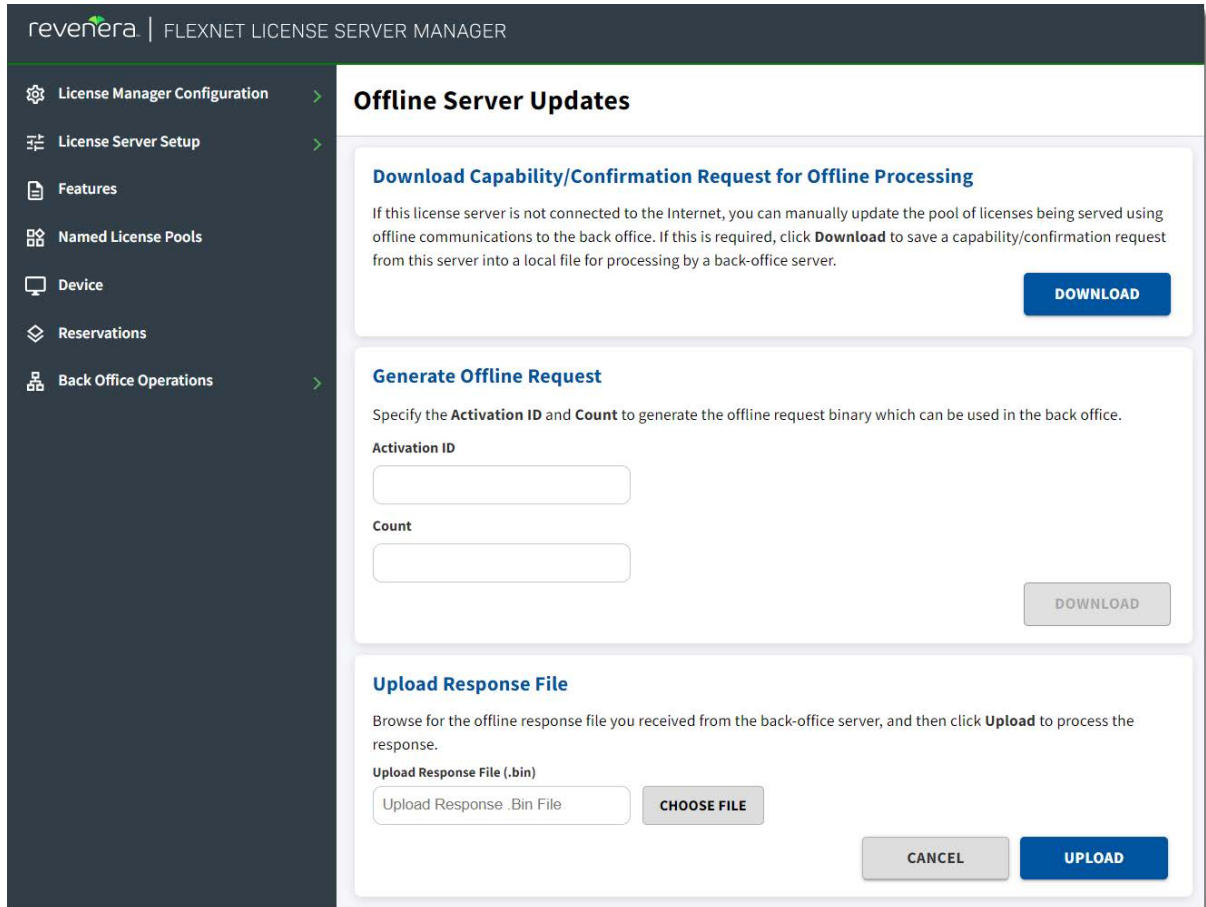 revenera. | FLEXNET LICENSE SERVER MANAGER
License Manager Configuration
License Server Setup
Features
Named License Pools
Device
Reservations
Back Office Operations
Offline Server Updates
Download Capability/Confirmation Request for Offline Processing
If this license server is not connected to the Internet, you can manually update the pool of licenses being served using
offline communications to the back office. If this is required, click Download to save a capability/confirmation request
from this server into a local file for processing by a back-office server.
DOWNLOAD
Generate Offline Request
Specify the Activation ID and Count to generate the offline request binary which can be used in the back office.
Activation ID
Count
DOWNLOAD
Upload Response File
Browse for the offline response file you received from the back-office server, and then click Upload to process the
response.
Upload Response File (.bin)
Upload Response .Bin File
CHOOSE FILE
CANCEL
UPLOAD